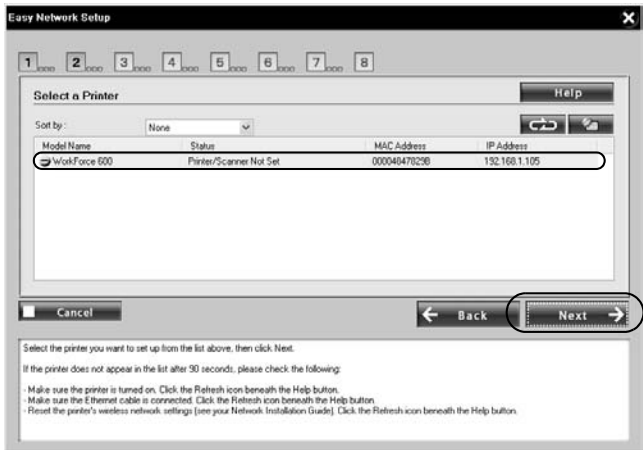 Easy Network Setup
1 2 3 4 5 6 7 8
Select a Printer
Help
Sort by :
None
Model Name Status MAC Address IP Address
WorkForce 600 Printer/Scanner Not Set 00004847829B 192.168.1.105
Cancel
Back
Next
Select the printer you want to set up from the list above, then click Next.
If the printer does not appear in the list after 90 seconds, please check the following:
- Make sure the printer is turned on. Click the Refresh icon beneath the Help button.
- Make sure the Ethernet cable is connected. Click the Refresh icon beneath the Help button.
- Reset the printer's wireless network settings (see your Network Installation Guide). Click the Refresh icon beneath the Help button.